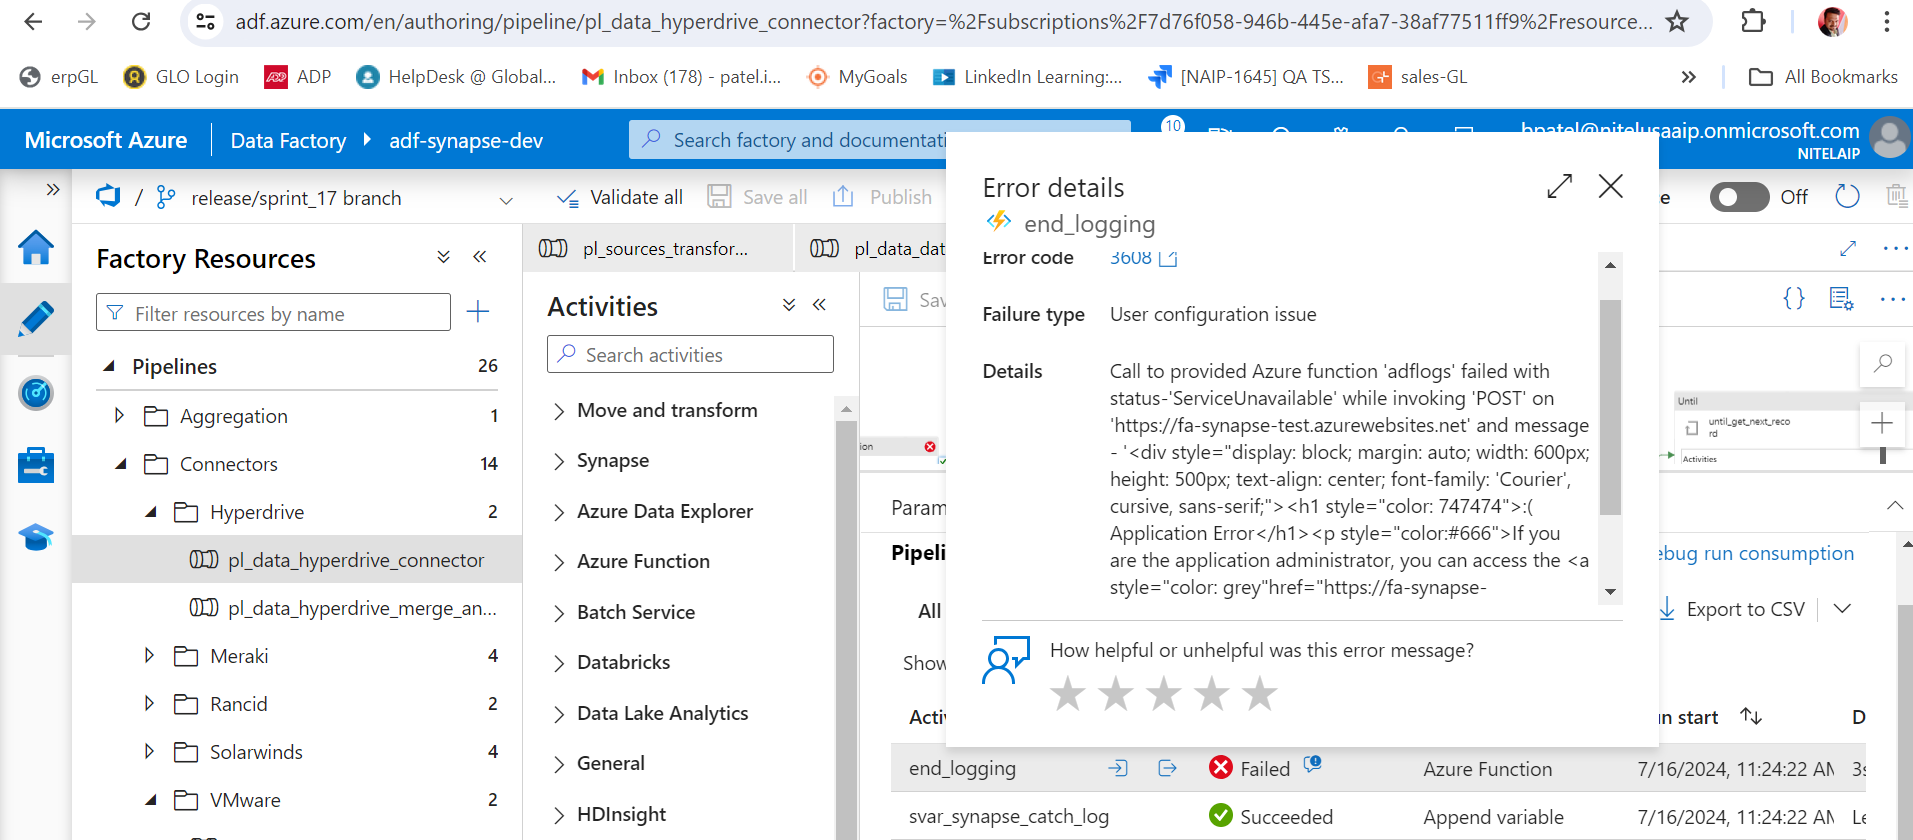 adf.azure.com/en/authoring/pipeline/pl_data_hyperdrive_connector?factory=%2Fsubscriptions%2F7d76f058-946b-445e-afa7-38af77511ff9%2Fresource...
erpGL
GLO Login
ADP
HelpDesk @ Global...
Inbox (178) - patel.i...
MyGoals
LinkedIn Learning:...
[NAIP-1645] QA TS...
sales-GL
»
All Bookmarks
Microsoft Azure
Data Factory
adf-synapse-dev
Search factory and documentati
10
bpatel@nitelusaaip.onmicrosoft.com
NITELAIP
/
release/sprint_17 branch
Validate all
Save all
Publish
e
Off
Factory Resources
Filter resources by name
Pipelines
26
Aggregation
1
Connectors
14
Hyperdrive
2
pl_data_hyperdrive_connector
pl_data_hyperdrive_merge_an...
Meraki
4
Rancid
2
Solarwinds
4
VMware
2
pl_sources_transfor...
pl_data_dat
Activities
Search activities
Move and transform
Synapse
Azure Data Explorer
Azure Function
Batch Service
Databricks
Data Lake Analytics
General
HDInsight
Sav
ion
Param
Pipelin
All
Show
Activ
Error details
end_logging
Error code
3608
Failure type
User configuration issue
Details
Call to provided Azure function 'adflogs' failed with
status-'ServiceUnavailable' while invoking 'POST' on
'https://fa-synapse-test.azurewebsites.net' and message
- '<div style="display: block; margin: auto; width: 600px;
height: 500px; text-align: center; font-family: 'Courier',
cursive, sans-serif;"><h1 style="color: 747474">:(
Application Error</h1><p style="color:#666">If you
are the application administrator, you can access the <a
style="color: grey"href="https://fa-synapse-
How helpful or unhelpful was this error message?
Until
until_get_next_reco
rd
Activities
ebug run consumption
Export to CSV
un start
D
end_logging
Failed
Azure Function
7/16/2024, 11:24:22 AM
3s
svar_synapse_catch_log
Succeeded
Append variable
7/16/2024, 11:24:22 AM
Le